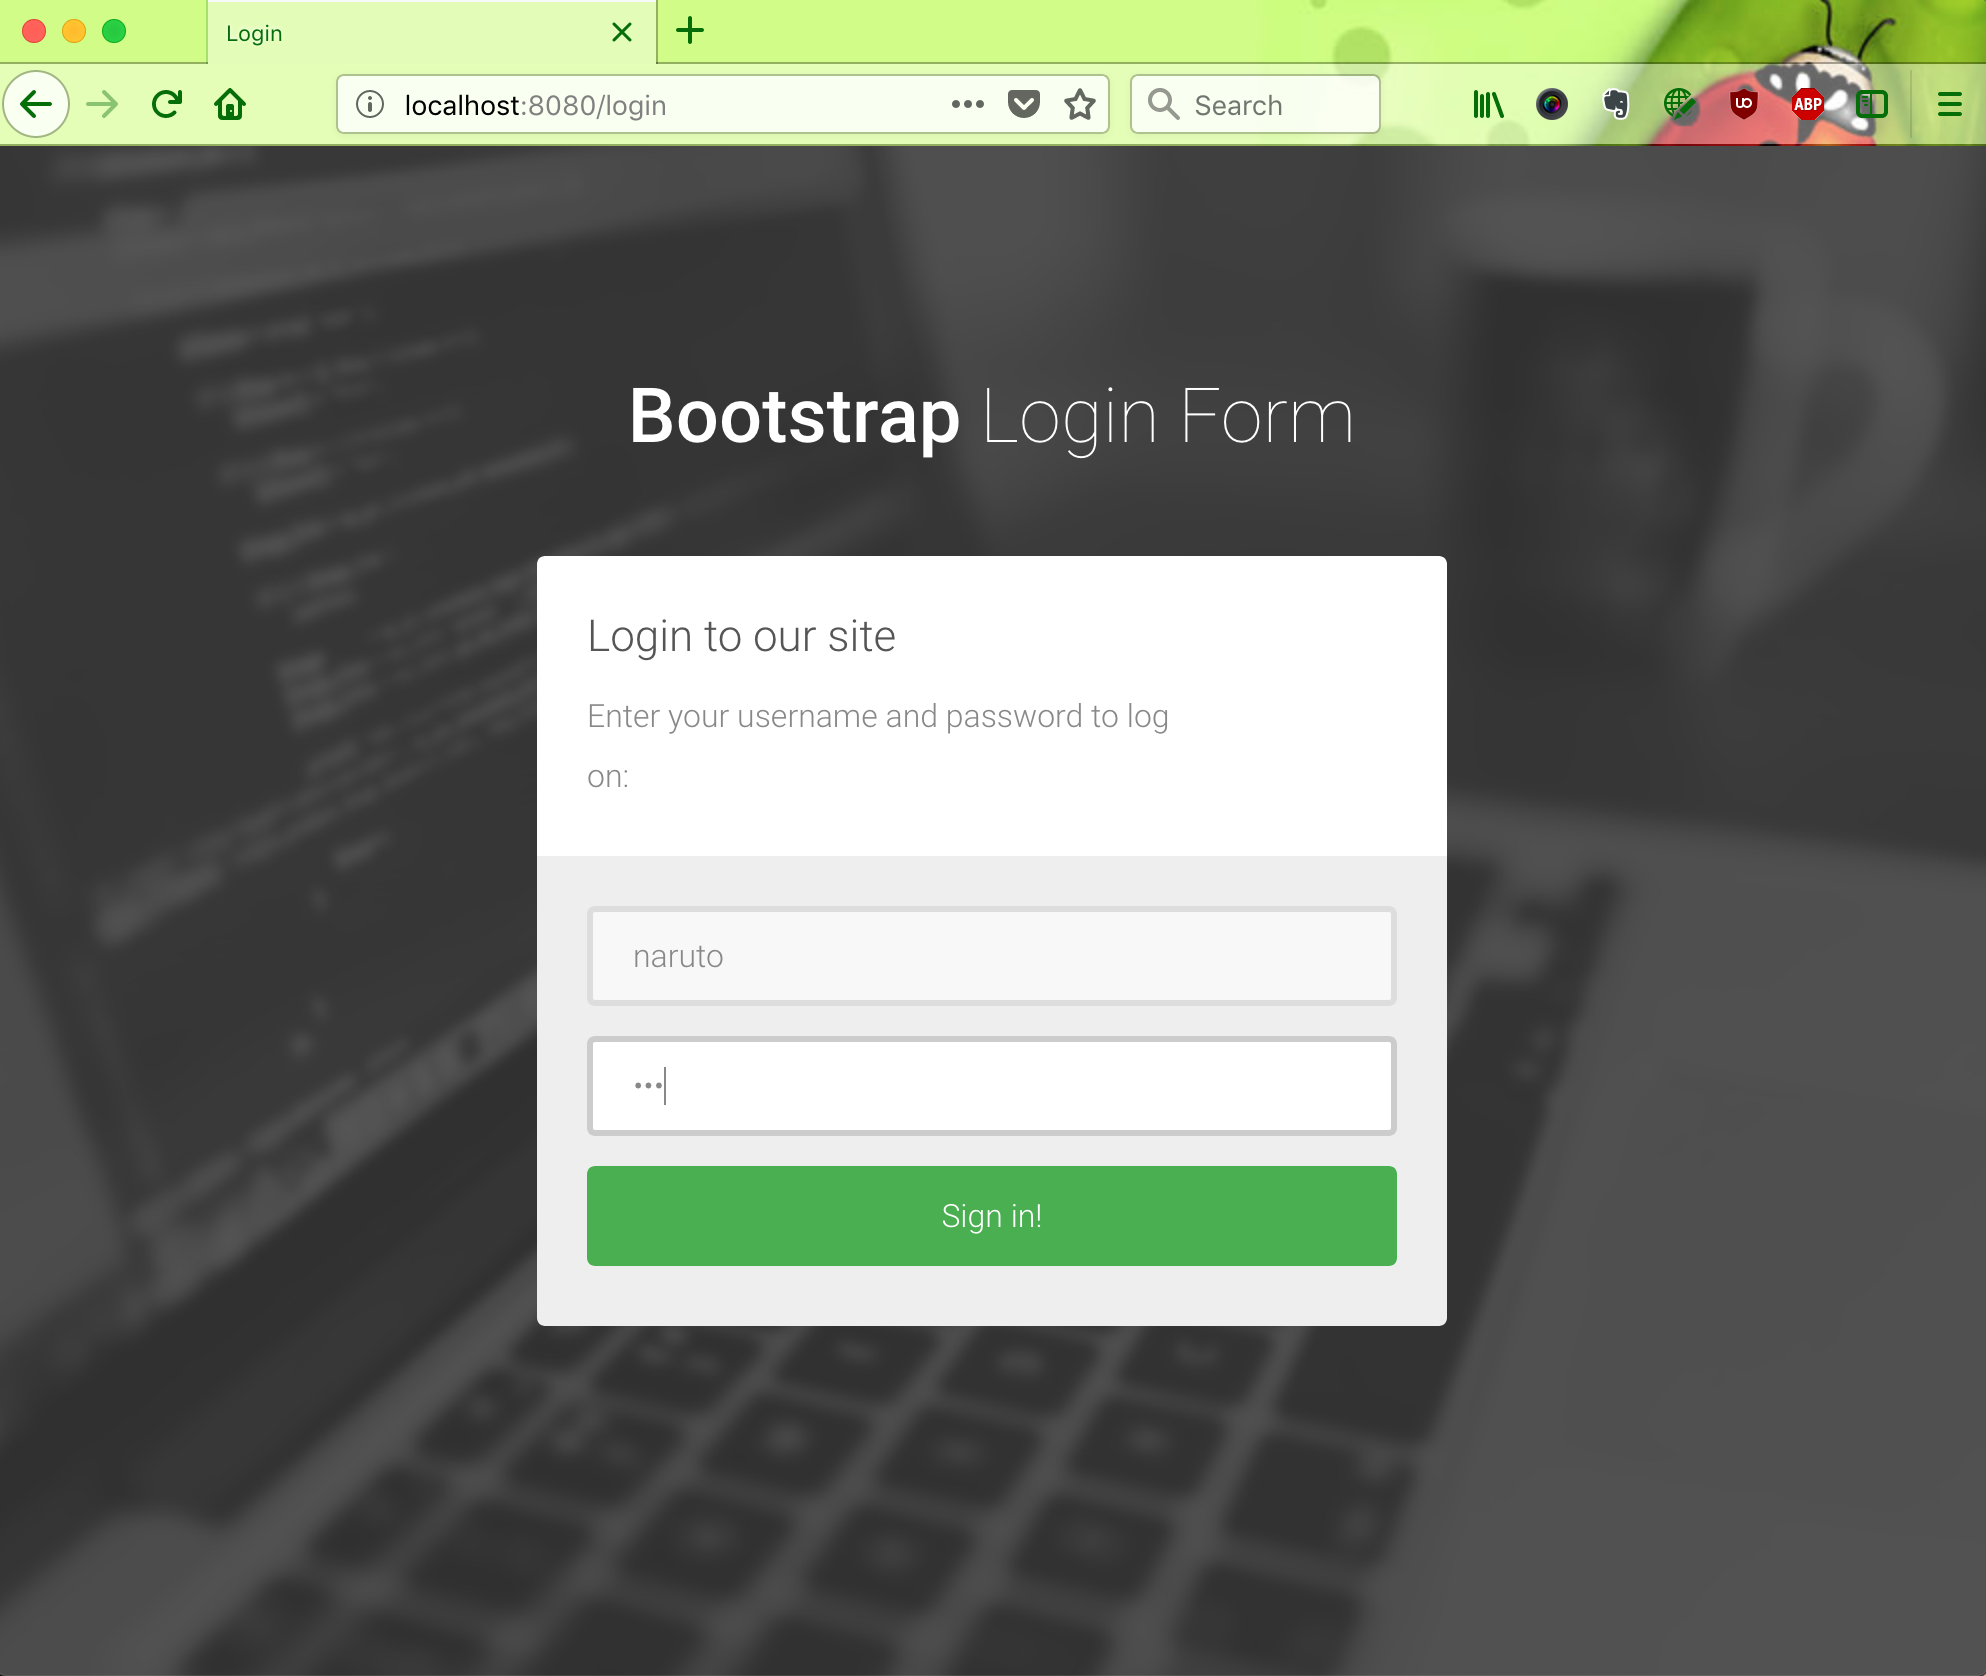 Login
localhost:8080/login
Search
UO
ABP
Bootstrap Login Form
Login to our site
Enter your username and password to log
on:
naruto
•••
Sign in!